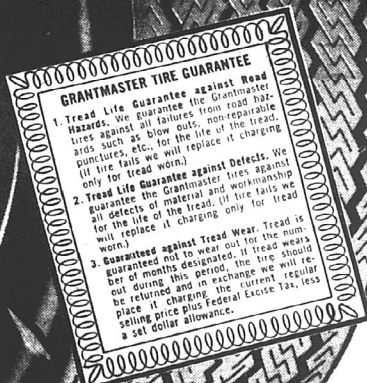 GRANTMASTER TIRE GUARANTEE
1. Tread Life Guarantee against Road
Hazards. We guarantee the Grantmaster
tires against all failures from road haz-
ards such as blow outs, non-repairable
punctures, etc., for the life of the tread.
(If tire fails we will replace it charging
only for tread worn.)
2. Tread Life Guarantee against Defects. We
guarantee the Grantmaster tires against
all defects of material and workmanship
for the life of the tread. (If tire fails we
will replace it charging only for tread
worn.)
3. Guaranteed against Tread Wear. Tread is
guaranteed not to wear out for the num-
ber of months designated. If tread wears
out during this period, the tire should
be returned and in exchange we will re-
place it charging the current regular
selling price plus Federal Excise Tax, less
a set dollar allowance.